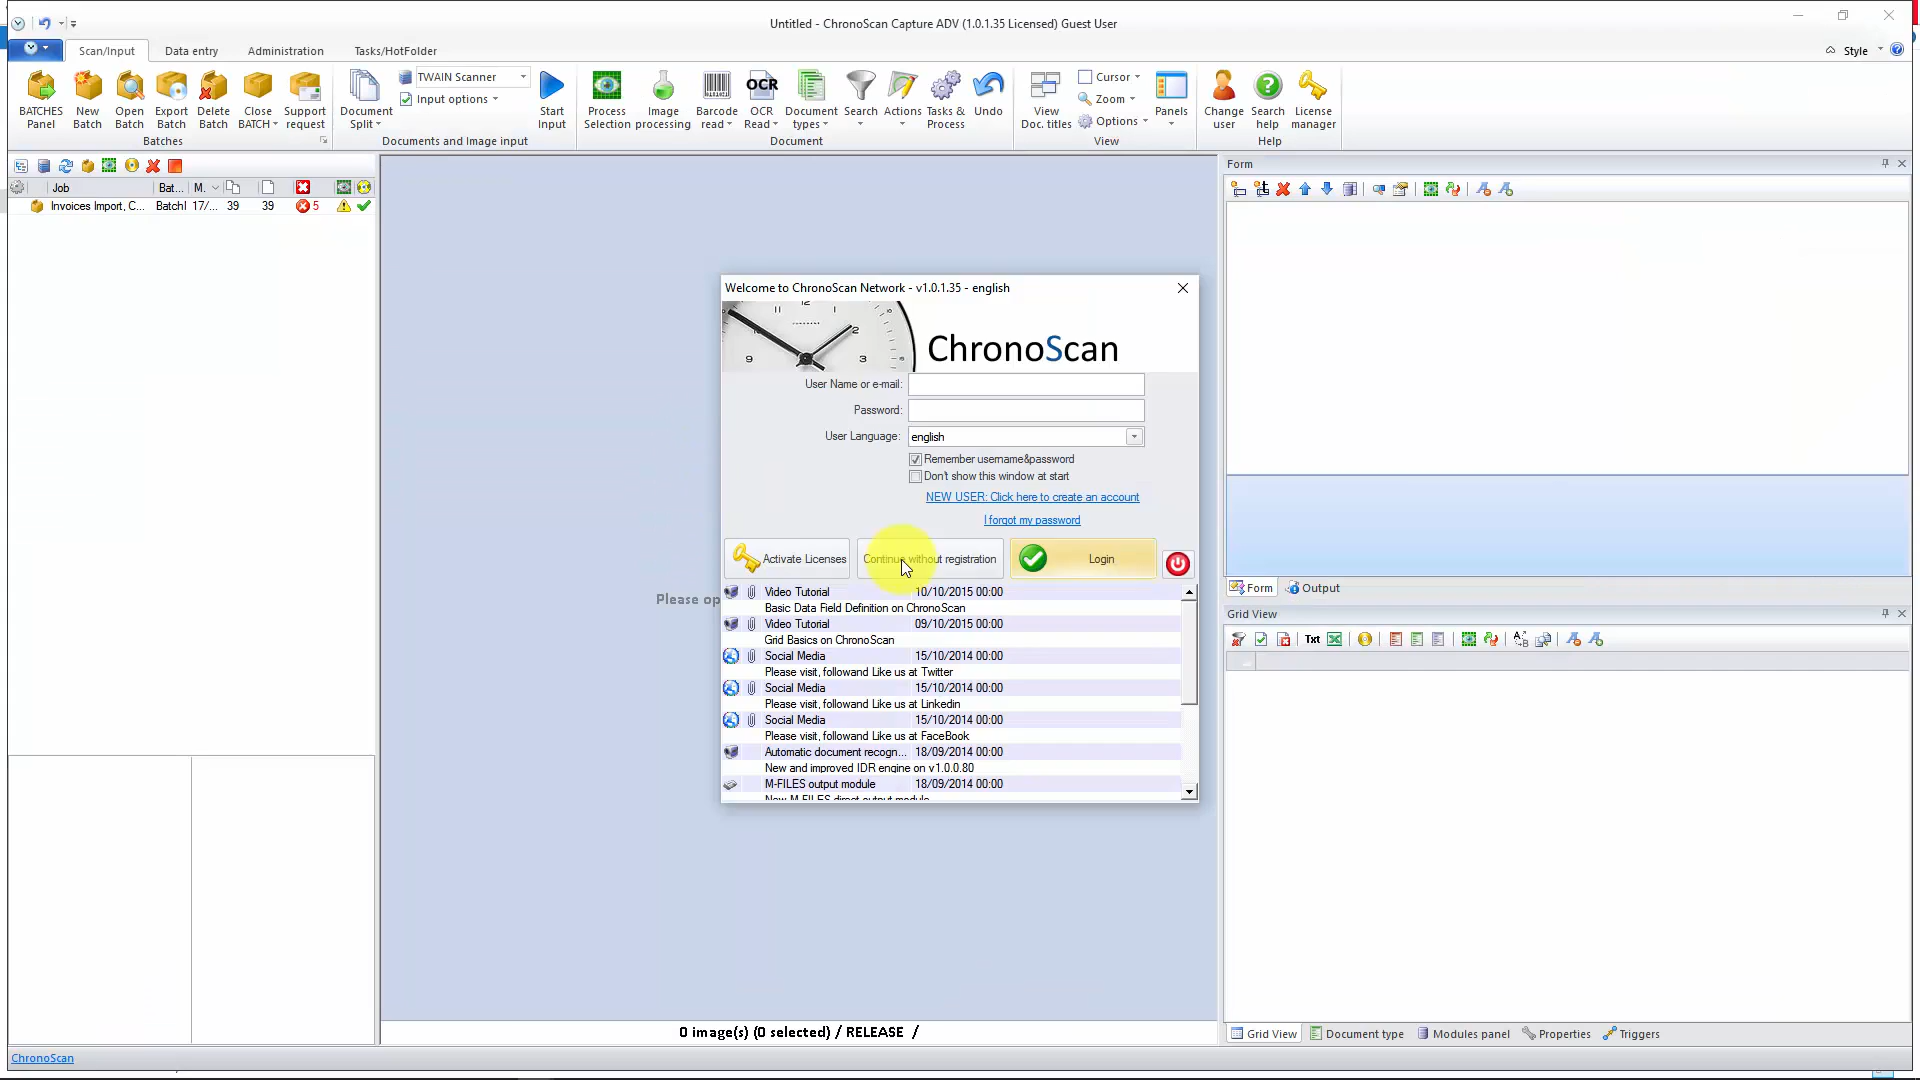 Untitled - ChronoScan Capture ADV (1.0.1.35 Licensed) Guest User
Scan/Input Data entry Administration Tasks/HotFolder Style
BATCHES Panel
New Batch
Open Batch
Export Batch
Delete Batch
Close BATCH
Support request
Batches
Document Split
TWAIN Scanner
Input options
Start Input
Documents and Image input
Process Selection
Image processing
Barcode read
OCR
OCR Read
Document types
Search
Actions
Tasks & Process
Undo
Document
View Doc. titles
Cursor
Zoom
Options
Panels
View
Change user
Search help
License manager
Help
Job Bat... M.
Invoices Import, C... BatchI 17/... 39 39 5
Please op
Welcome to ChronoScan Network - v1.0.1.35 - english
11 12 1 2 3 9
ChronoScan
User Name or e-mail:
Password:
User Language: english
Remember username&password
Don't show this window at start
NEW USER: Click here to create an account
I forgot my password
Activate Licenses Continue without registration Login
Video Tutorial 10/10/2015 00:00
Basic Data Field Definition on ChronoScan
Video Tutorial 09/10/2015 00:00
Grid Basics on ChronoScan
Social Media 15/10/2014 00:00
Please visit, followand Like us at Twitter
Social Media 15/10/2014 00:00
Please visit, followand Like us at Linkedin
Social Media 15/10/2014 00:00
Please visit, followand Like us at FaceBook
Automatic document recogn... 18/09/2014 00:00
New and improved IDR engine on v1.0.0.80
M-FILES output module 18/09/2014 00:00
New M-FILES direct output module
Form
Form Output
Grid View
Txt
Grid View Document type Modules panel Properties Triggers
0 image(s) (0 selected) / RELEASE /
ChronoScan